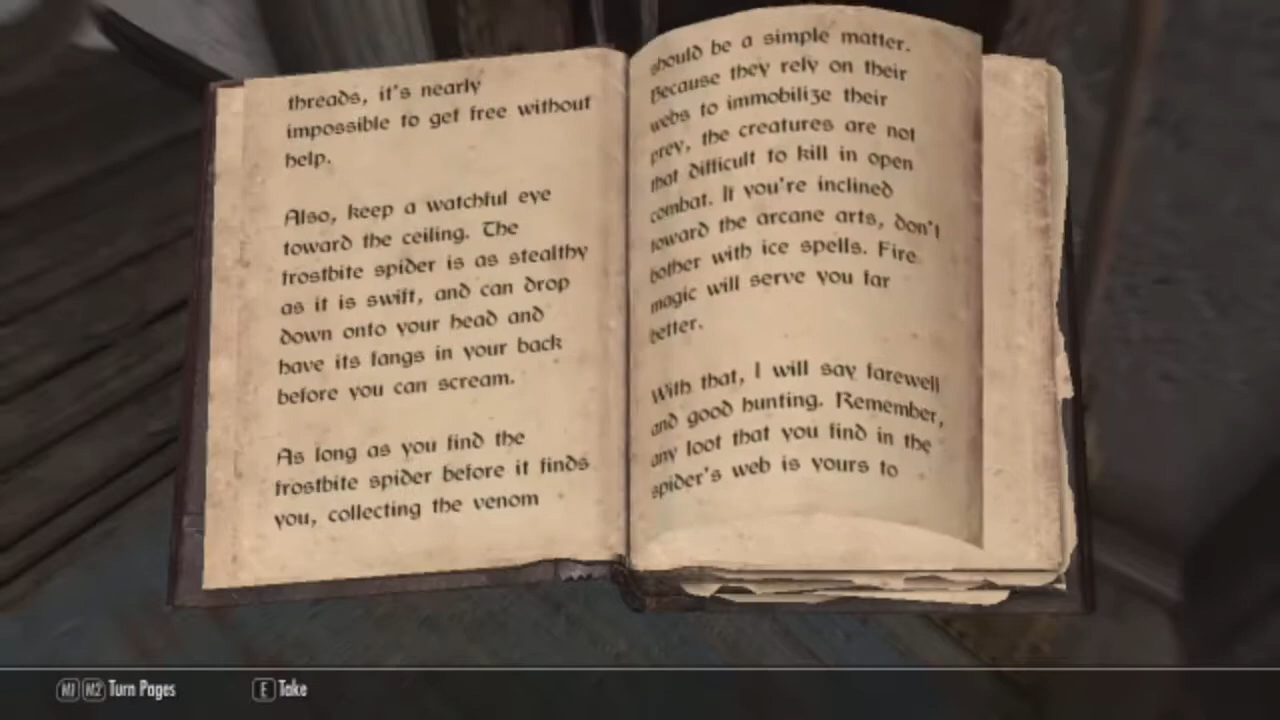 threads, it's nearly
impossible to get free without
help.
Also, keep a watchful eye
toward the ceiling. The
frostbite spider is as stealthy
as it is swift, and can drop
down onto your head and
have its fangs in your back
before you can scream.
As long as you find the
frostbite spider before it finds
you, collecting the venom
should be a simple matter.
Because they rely on their
webs to immobilize their
prey, the creatures are not
that difficult to kill in open
combat. If you're inclined
toward the arcane arts, don't
bother with ice spells. Fire
magic will serve you far
better.
With that, I will say farewell
and good hunting. Remember,
any loot that you find in the
spider's web is yours to
M1 M2 Turn Pages
E Take